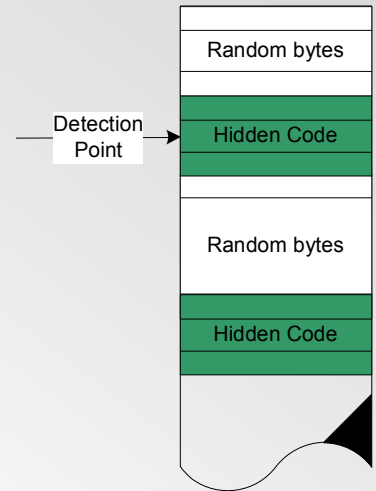 Random bytes
Detection
Point
Hidden Code
Random bytes
Hidden Code